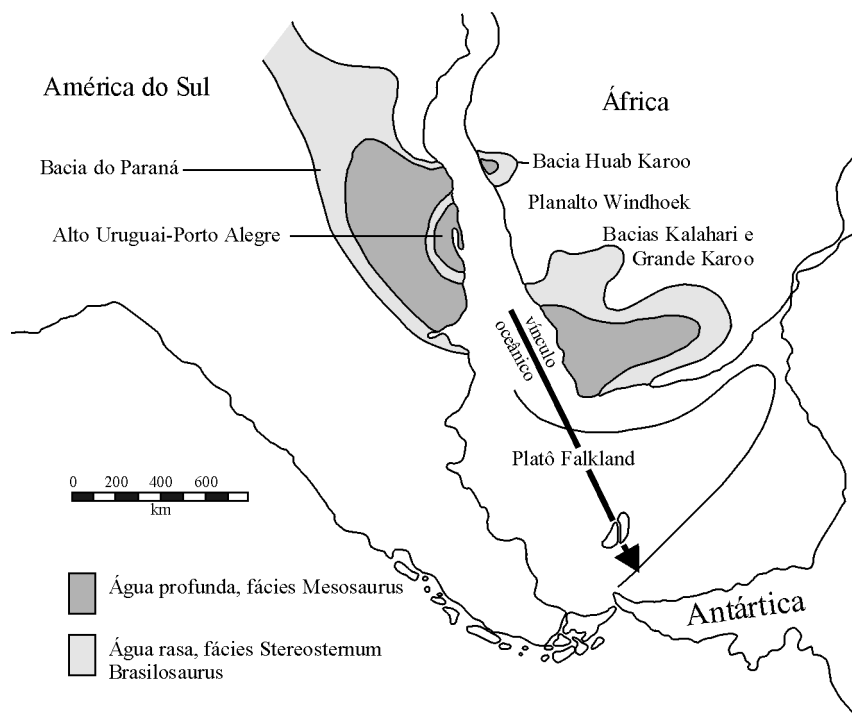 América do Sul
África
Bacia do Paraná
Bacia Huab Karoo
Planalto Windhoek
Alto Uruguai-Porto Alegre
Bacias Kalahari e
Grande Karoo
vínculo
oceânico
Platô Falkland
0 200 400 600
km
Água profunda, fácies Mesosaurus
Antártica
Água rasa, fácies Stereosternum
Brasilosaurus